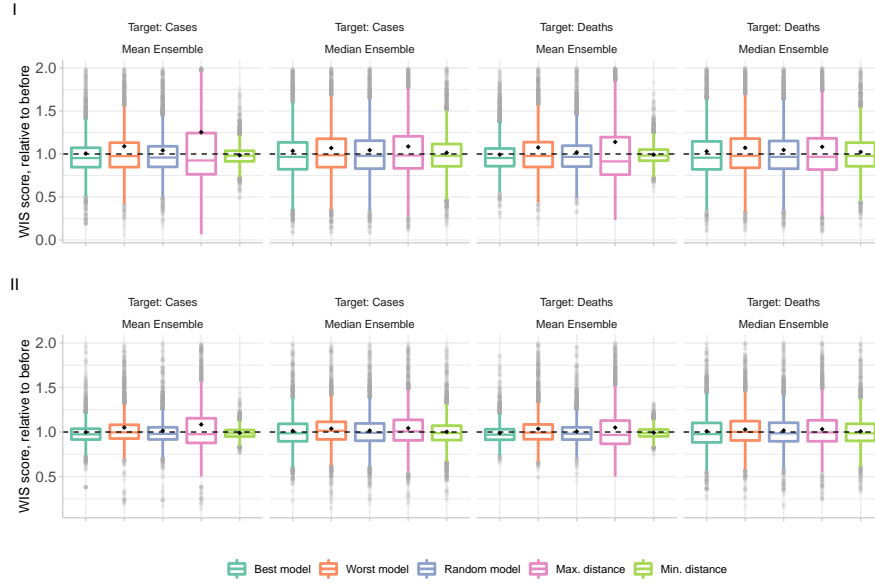 I
Target: Cases
Target: Cases
Target: Deaths
Target: Deaths
Mean Ensemble
Median Ensemble
Mean Ensemble
Median Ensemble
WIS score, relative to before
2.0
1.5
1.0
0.5
0.0
II
Target: Cases
Target: Cases
Target: Deaths
Target: Deaths
Mean Ensemble
Median Ensemble
Mean Ensemble
Median Ensemble
WIS score, relative to before
2.0
1.5
1.0
0.5
Best model
Worst model
Random model
Max. distance
Min. distance